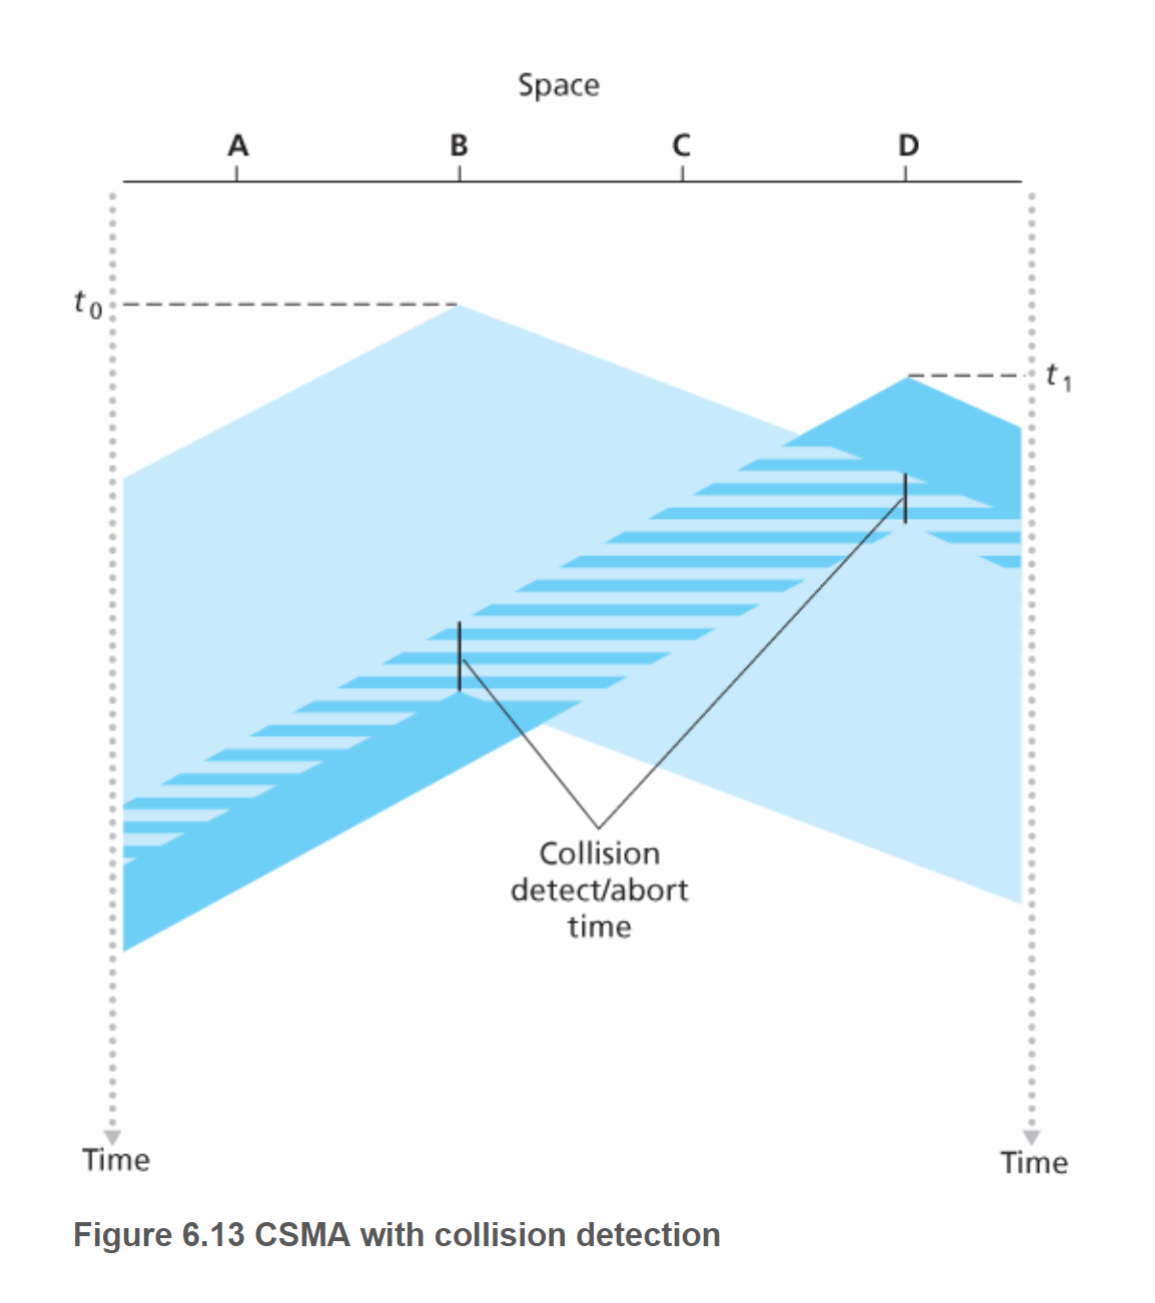 Space
A B C D
t0
t1
Collision
detect/abort
time
Time Time
Figure 6.13 CSMA with collision detection